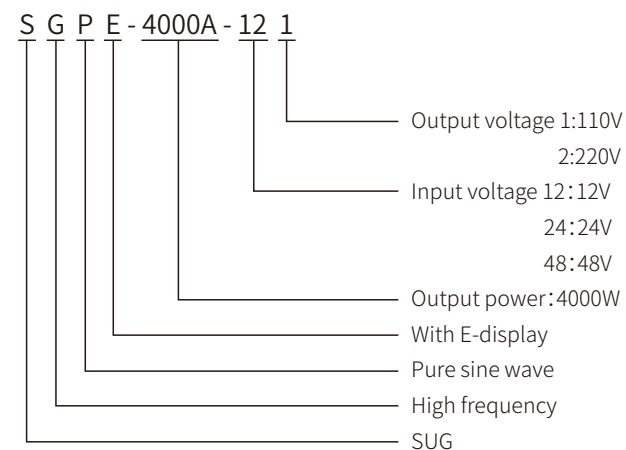 S G P E - 4000A - 12 1
Output voltage 1:110V
2:220V
Input voltage 12：12V
24：24V
48：48V
Output power：4000W
With E-display
Pure sine wave
High frequency
SUG